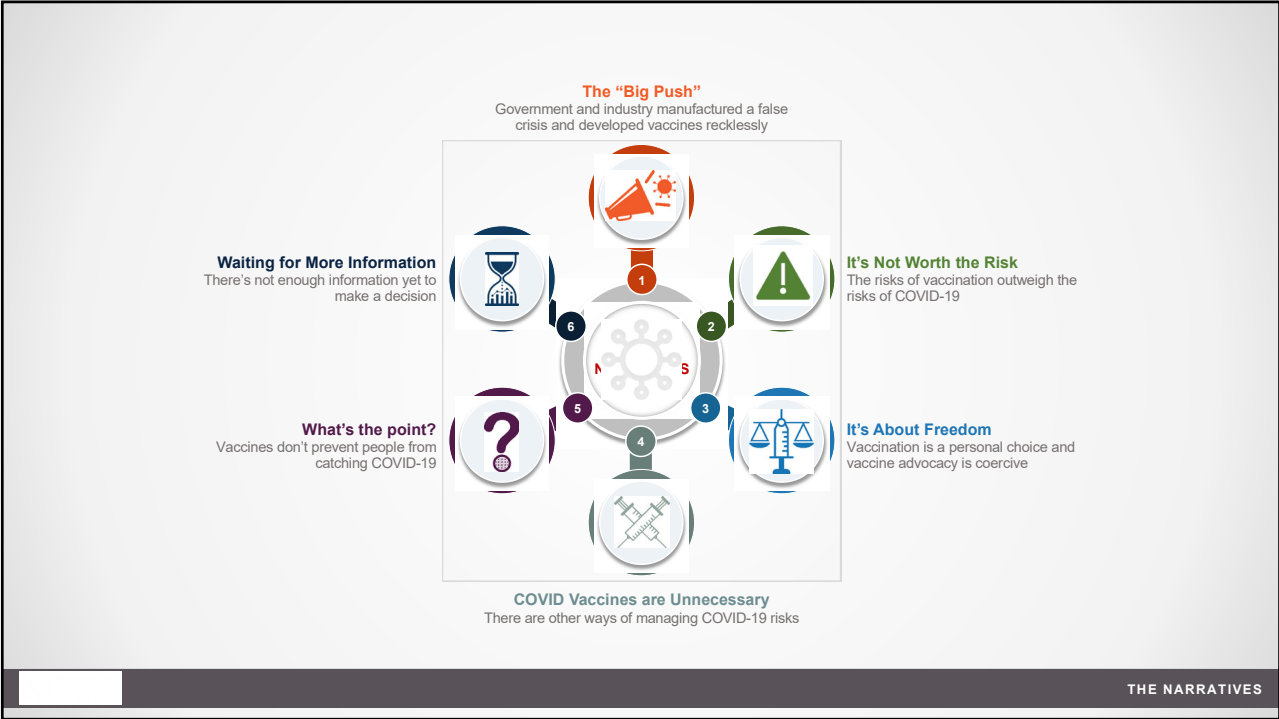 The “Big Push”
Government and industry manufactured a false
crisis and developed vaccines recklessly
1
It’s Not Worth the Risk
The risks of vaccination outweigh the
risks of COVID-19
2
It’s About Freedom
Vaccination is a personal choice and
vaccine advocacy is coercive
3
4
COVID Vaccines are Unnecessary
There are other ways of managing COVID-19 risks
What’s the point?
Vaccines don’t prevent people from
catching COVID-19
5
Waiting for More Information
There’s not enough information yet to
make a decision
6
THE NARRATIVES